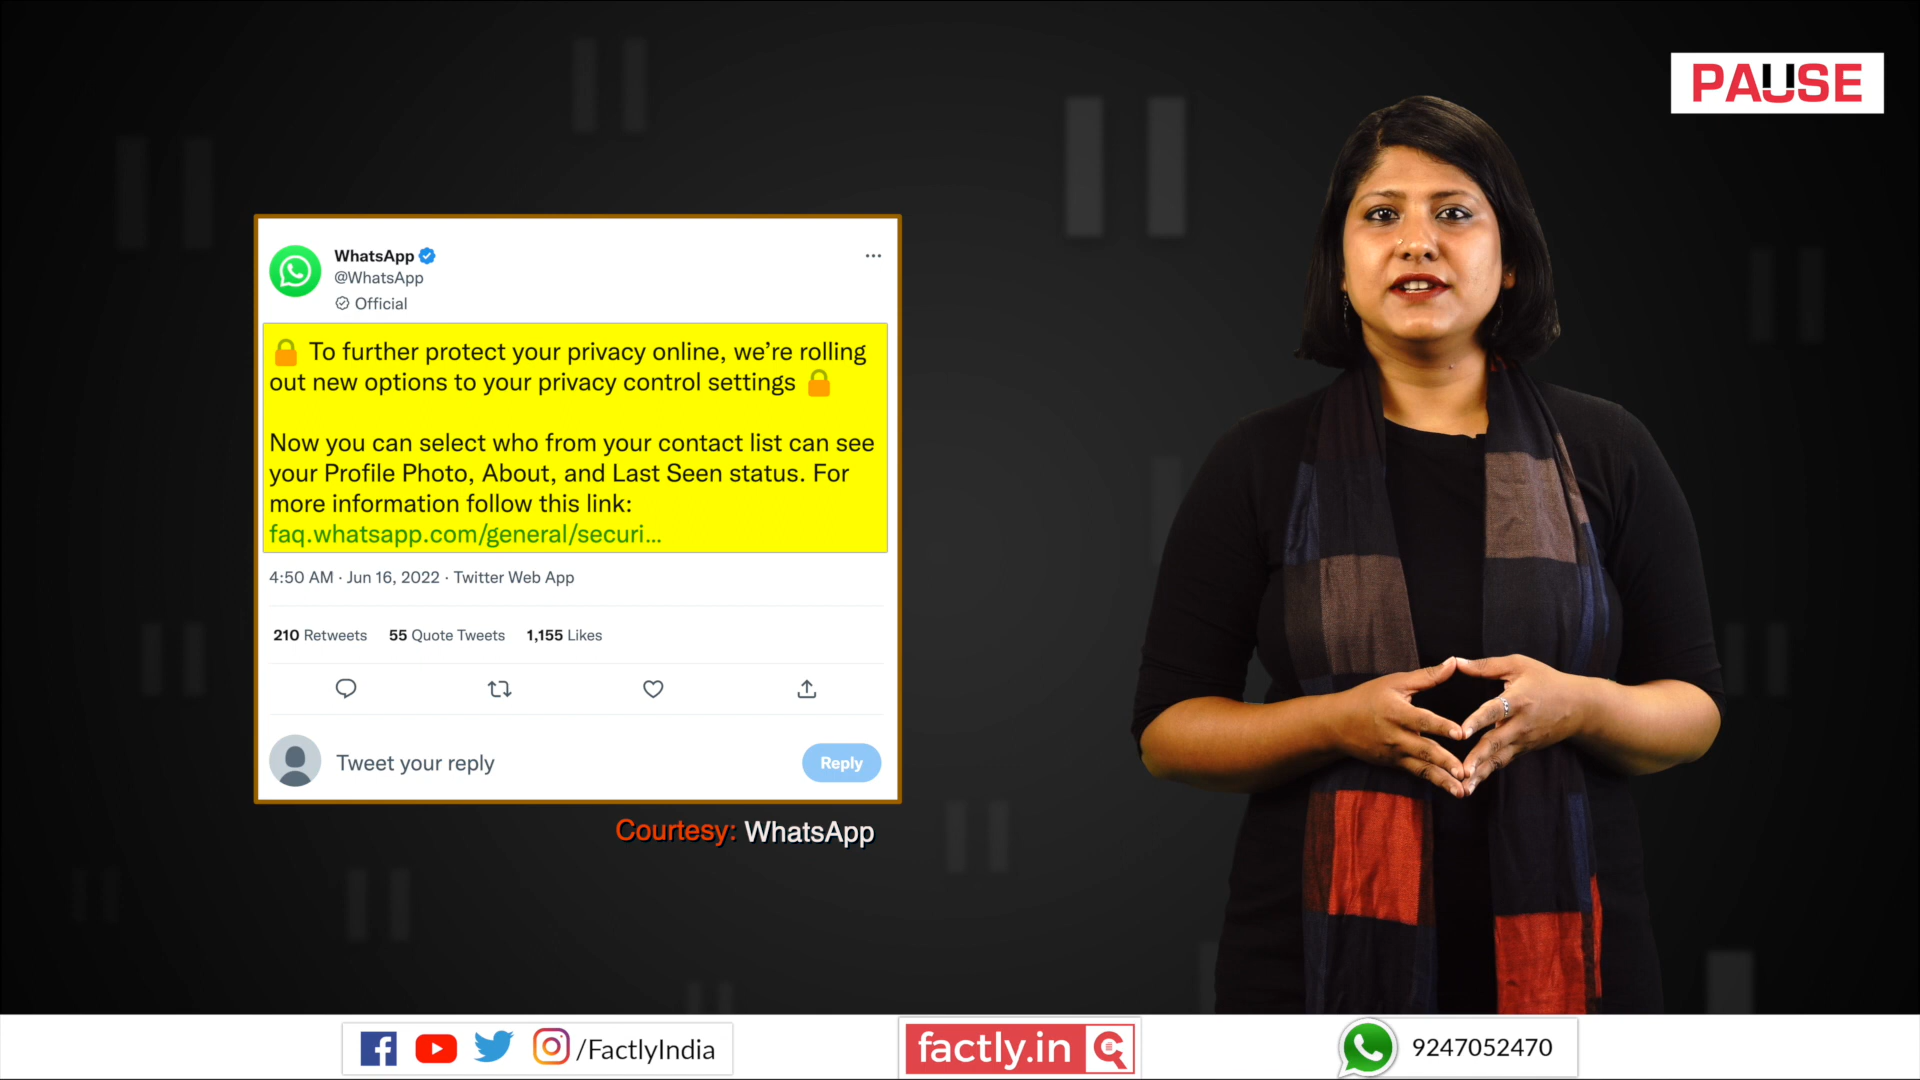 PAUSE
WhatsApp
@WhatsApp
Official
To further protect your privacy online, we're rolling
out new options to your privacy control settings
Now you can select who from your contact list can see
your Profile Photo, About, and Last Seen status. For
more information follow this link:
faq.whatsapp.com/general/securi...
4:50 AM · Jun 16, 2022 · Twitter Web App
210 Retweets 55 Quote Tweets 1,155 Likes
Tweet your reply
Reply
Courtesy: WhatsApp
/FactlyIndia
factly.in
9247052470